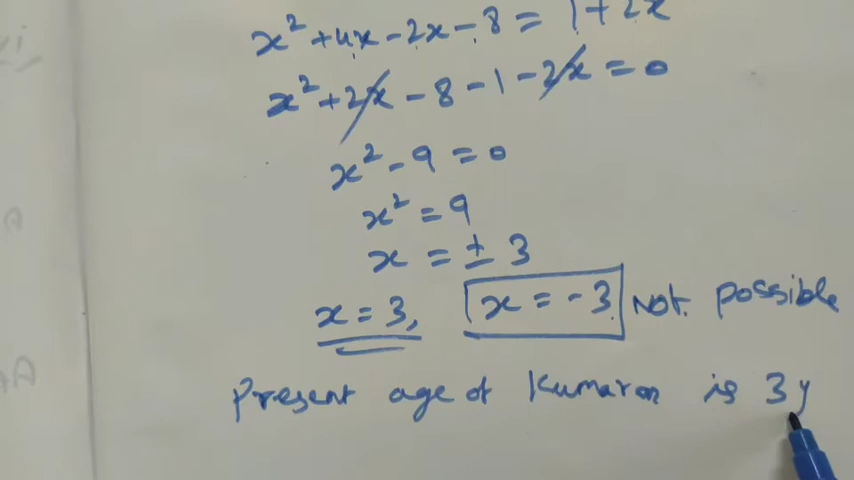 x² + 4x - 2x - 8 = 1 + 2x
x² + 2x - 8 - 1 - 2x = 0
x² - 9 = 0
x² = 9
x = ± 3
x = 3, x = -3 Not possible
Present age of Kumaran is 3y